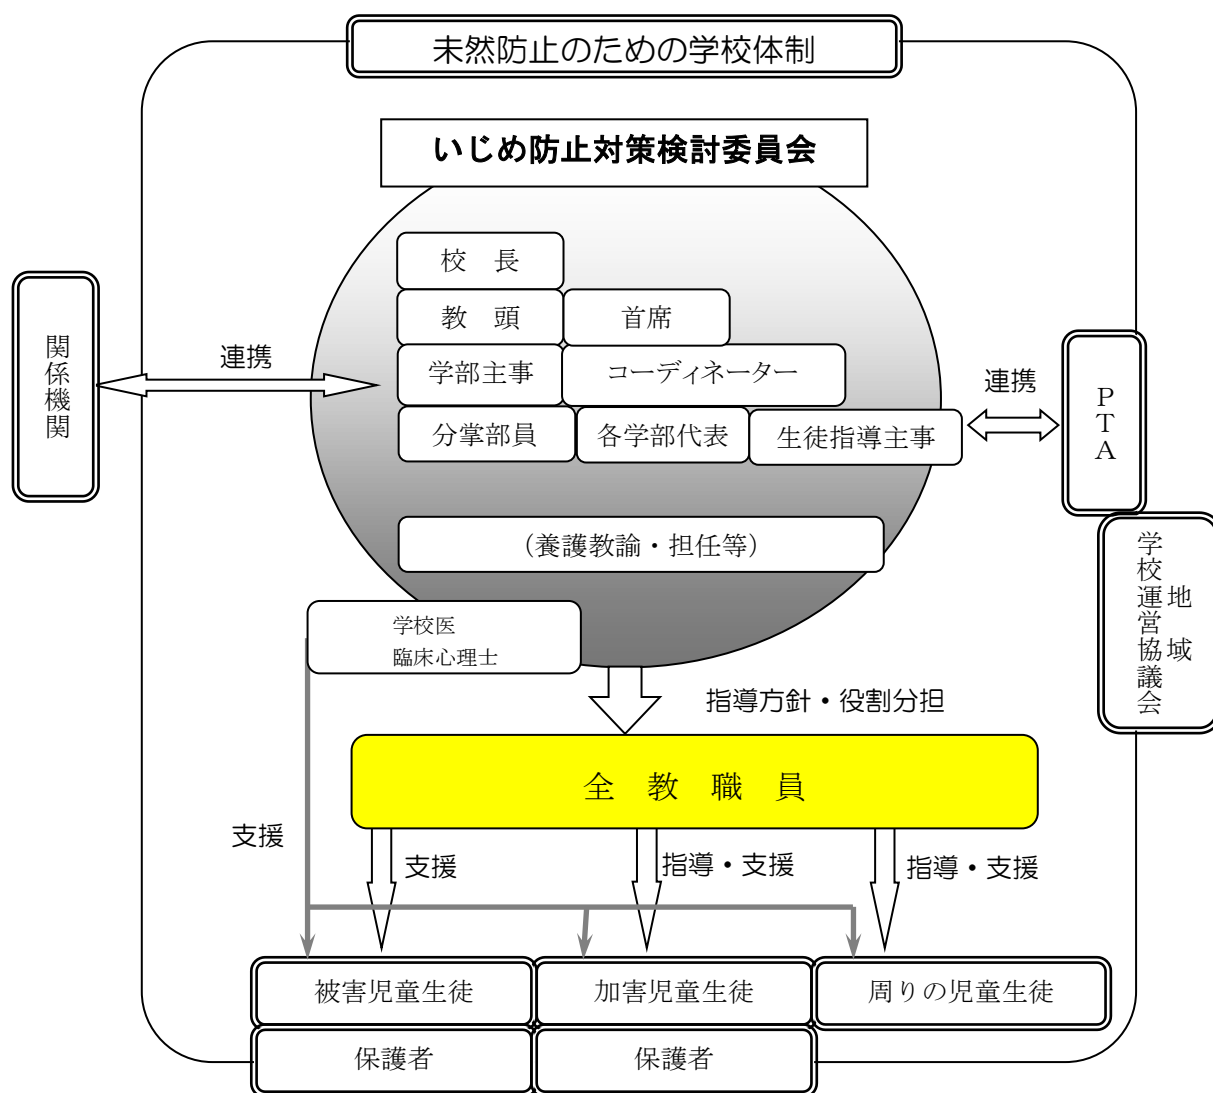 未然防止のための学校体制
いじめ防止対策検討委員会
校　長
教　頭
首席
学部主事
コーディネーター
分掌部員
各学部代表
生徒指導主事
（養護教諭・担任等）
学校医
臨床心理士
関係機関
連携
連携
ＰＴＡ
地域
学校運営協議会
指導方針・役割分担
全　教　職　員
支援
支援
指導・支援
指導・支援
被害児童生徒
加害児童生徒
周りの児童生徒
保護者
保護者